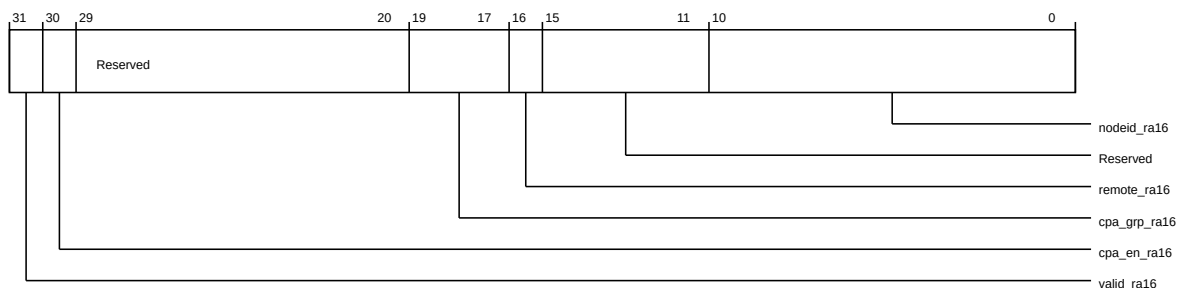 31 30 29 20 19 17 16 15 11 10 0
Reserved
nodeid_ra16
Reserved
remote_ra16
cpa_grp_ra16
cpa_en_ra16
valid_ra16